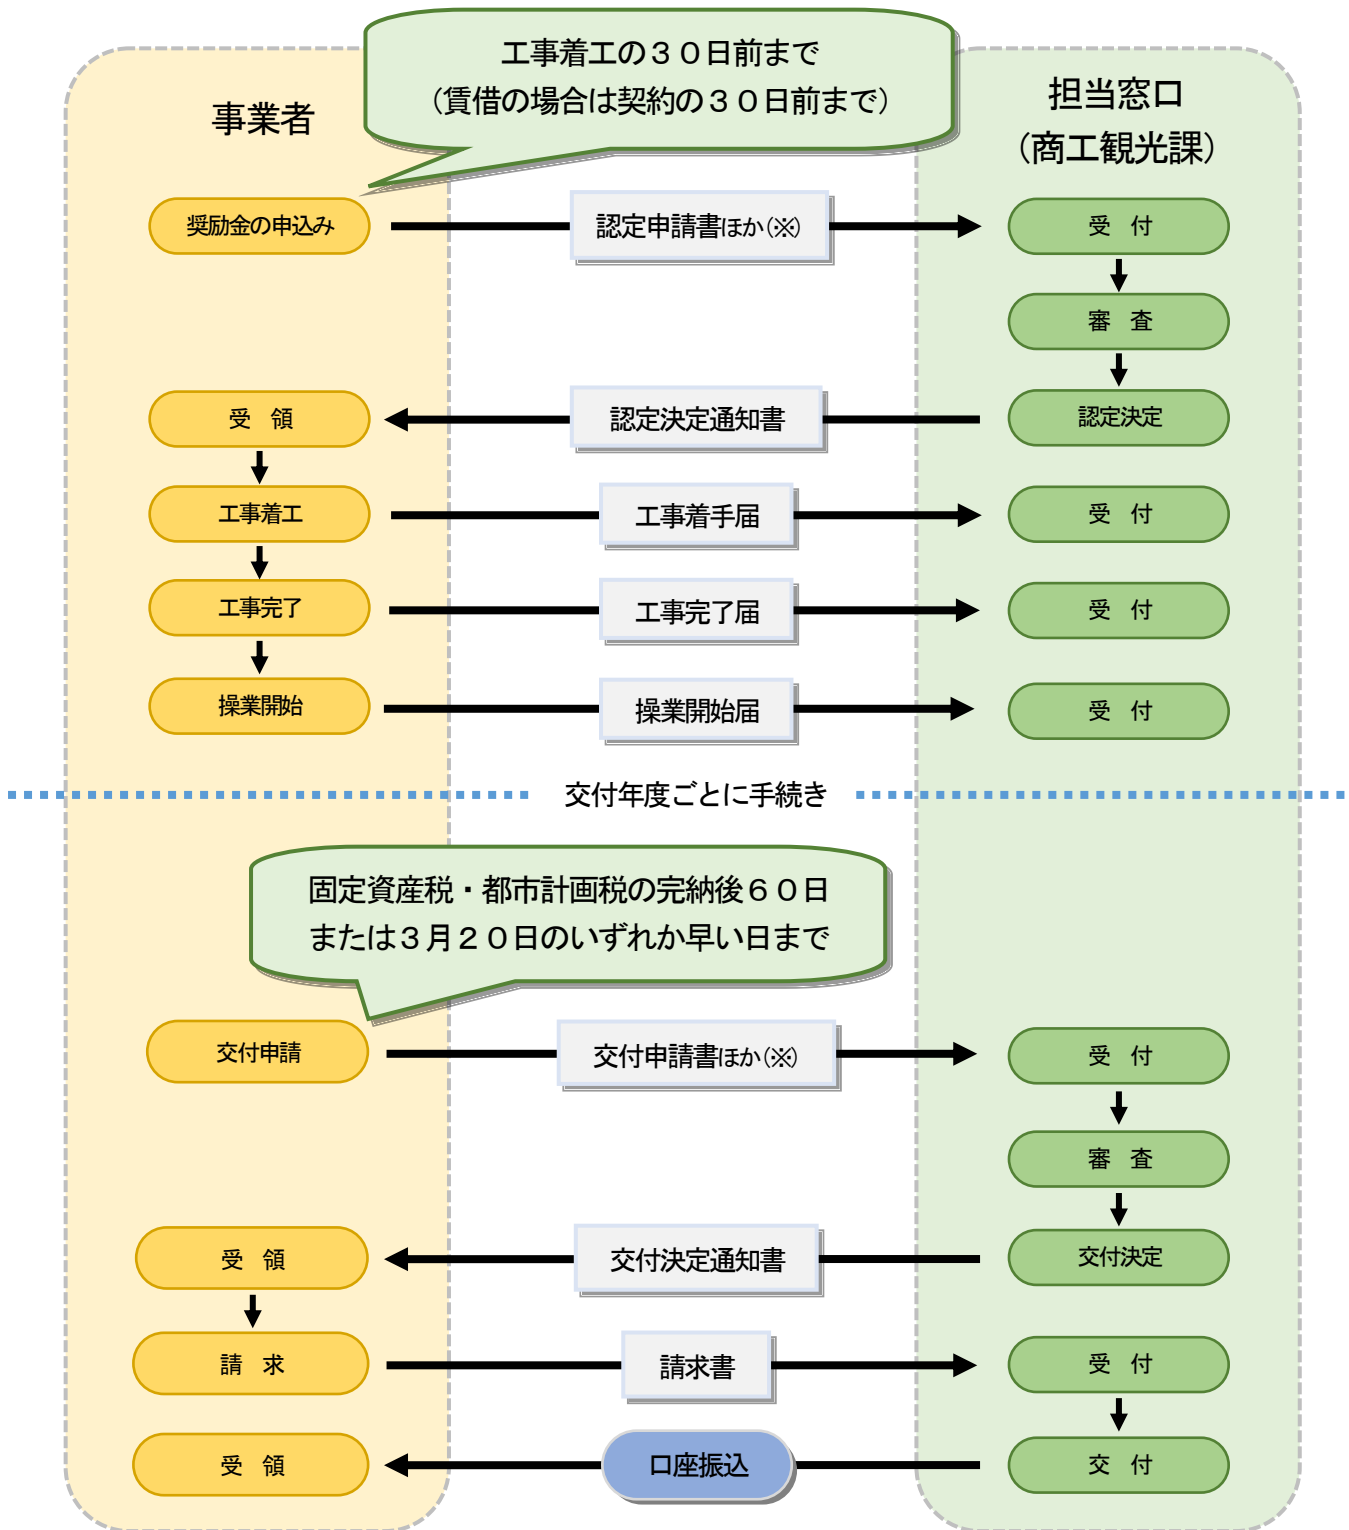 工事着工の３０日前まで
（賃借の場合は契約の３０日前まで）
事業者
担当窓口
（商工観光課）
奨励金の申込み
認定申請書ほか（※）
受　付
審　査
受　領
認定決定通知書
認定決定
工事着工
工事着手届
受　付
工事完了
工事完了届
受　付
操業開始
操業開始届
受　付
交付年度ごとに手続き
固定資産税・都市計画税の完納後６０日
または３月２０日のいずれか早い日まで
交付申請
交付申請書ほか（※）
受　付
審　査
受　領
交付決定通知書
交付決定
請　求
請求書
受　付
受　領
口座振込
交　付